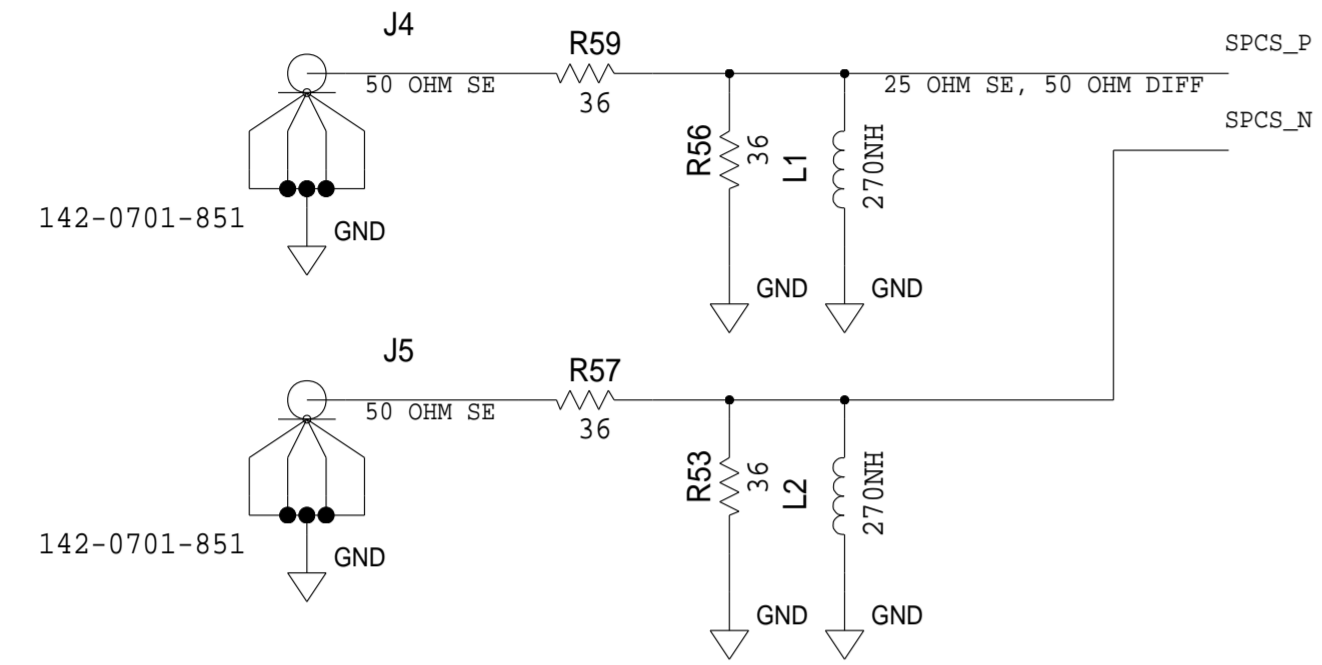 J4
R59
SPCS_P
50 OHM SE
36
25 OHM SE, 50 OHM DIFF
SPCS_N
R56
36
L1
270NH
142-0701-851
GND
GND
GND
J5
R57
50 OHM SE
36
R53
36
L2
270NH
142-0701-851
GND
GND
GND